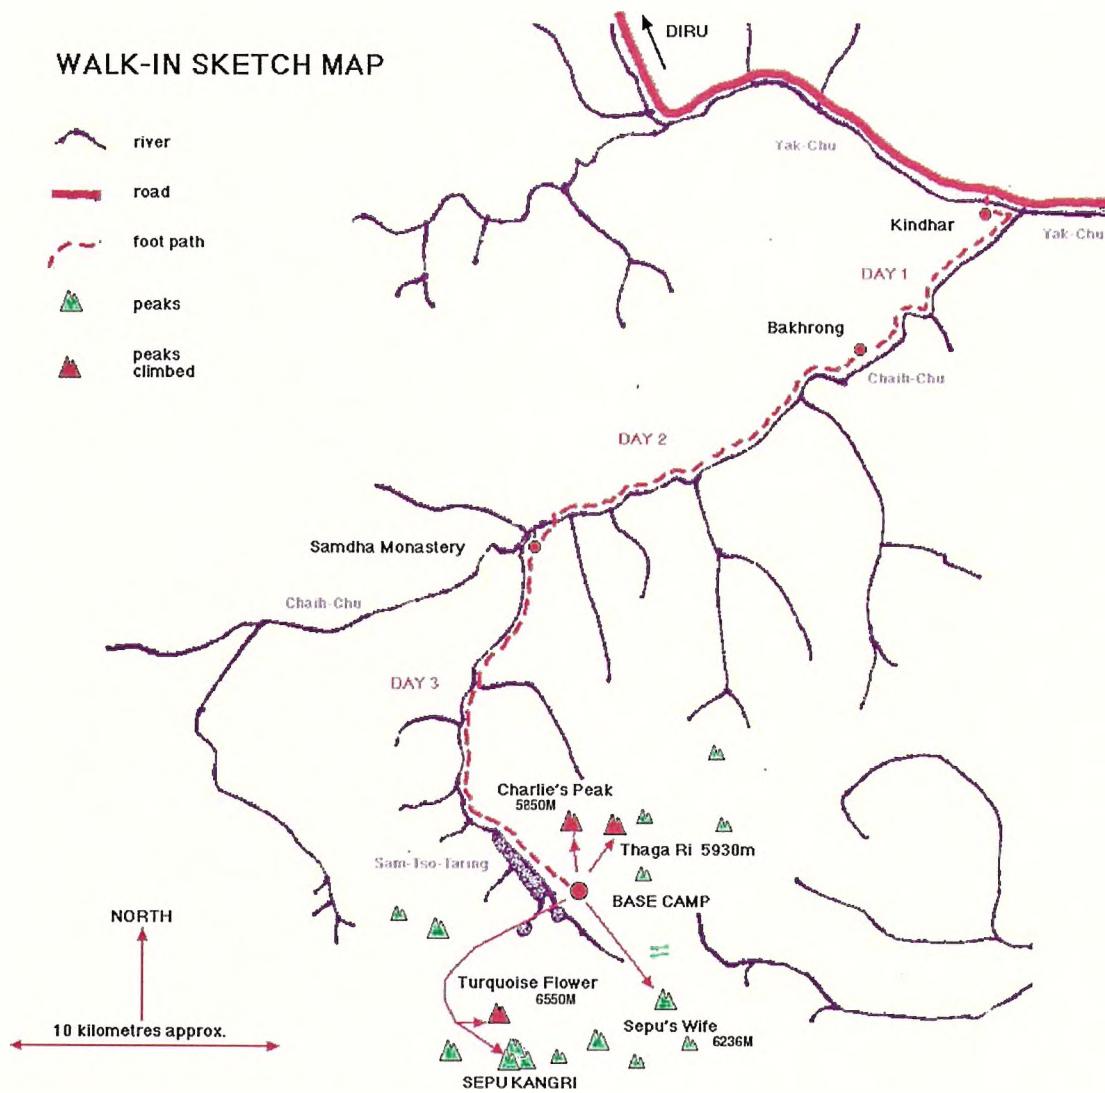 WALK-IN SKETCH MAP
river
road
foot path
peaks
peaks
climbed
DIRU
Yak-Chu
Kindhar
Yak-Chu
DAY 1
Bakhrong
Chaih-Chu
DAY 2
Samdha Monastery
Chaih-Chu
DAY 3
Charlie's Peak
5850M
Thaga Ri 5930m
Sam-Tso-Taring
BASE CAMP
NORTH
10 kilometres approx.
Turquoise Flower
6550M
Sepu's Wife
6236M
SEPU KANGRI